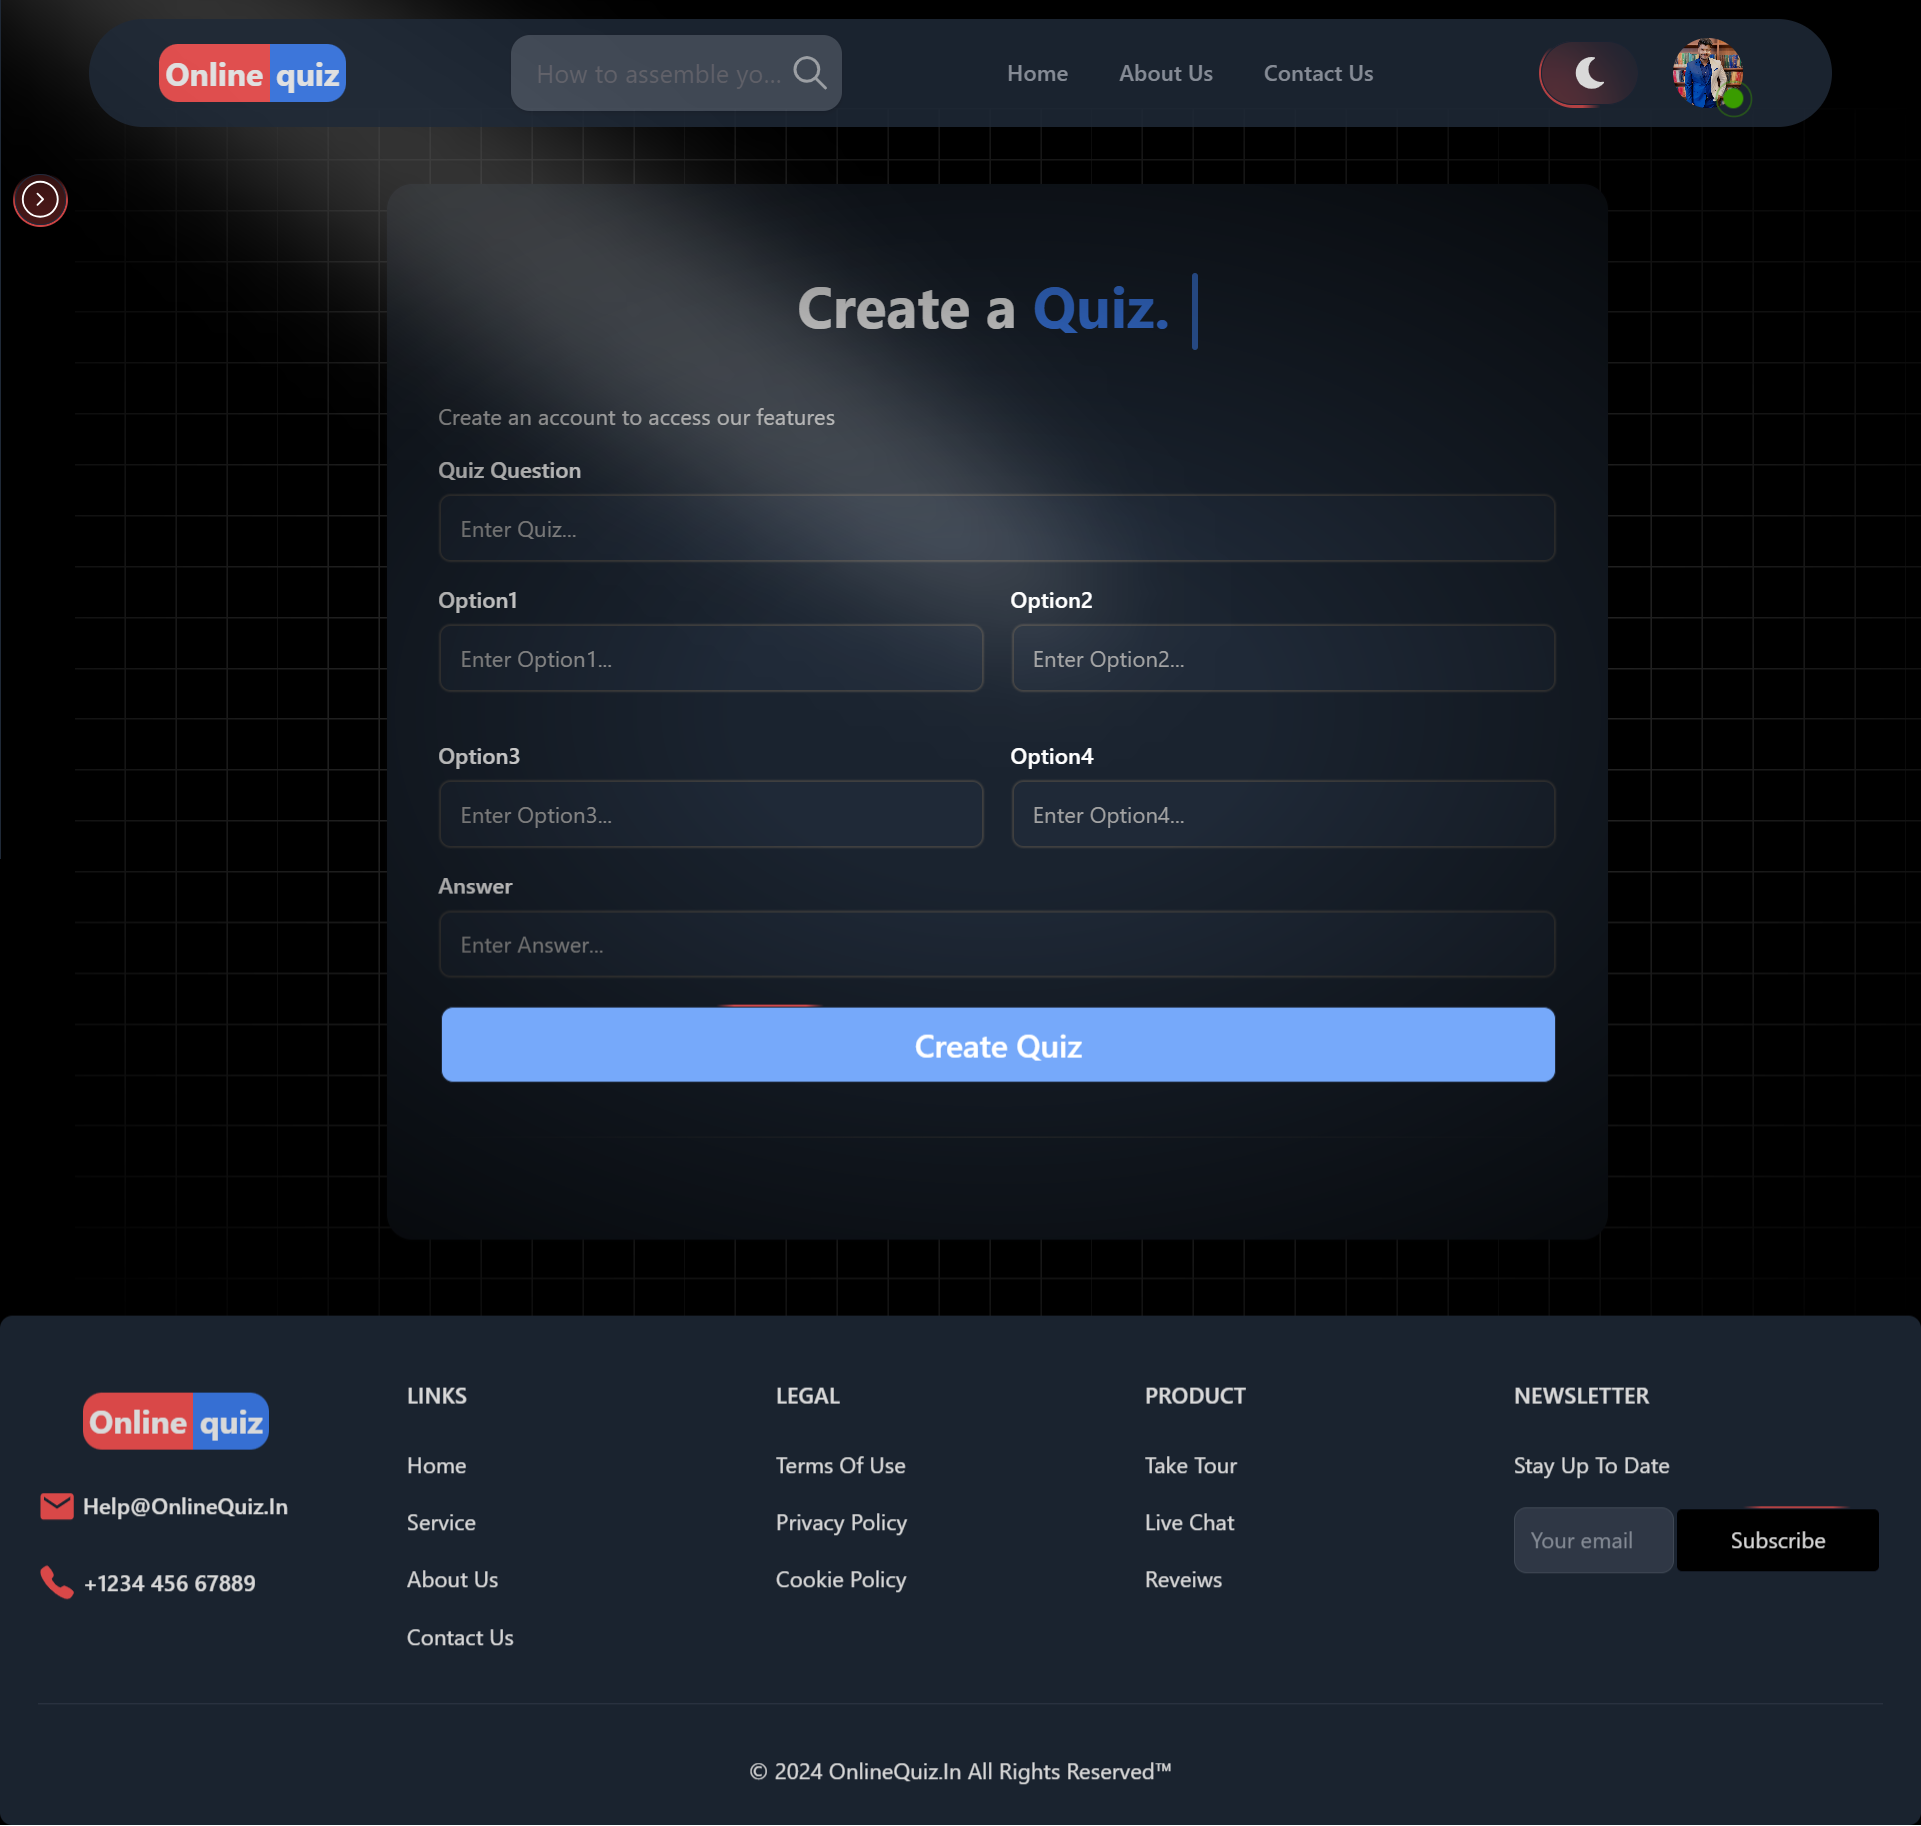 Online quiz
How to assemble yo...
Home About Us Contact Us
Create a Quiz.
Create an account to access our features
Quiz Question
Enter Quiz...
Option1 Option2
Enter Option1... Enter Option2...
Option3 Option4
Enter Option3... Enter Option4...
Answer
Enter Answer...
Create Quiz
Online quiz
Help@OnlineQuiz.In
+1234 456 67889
LINKS
Home
Service
About Us
Contact Us
LEGAL
Terms Of Use
Privacy Policy
Cookie Policy
PRODUCT
Take Tour
Live Chat
Reveiws
NEWSLETTER
Stay Up To Date
Your email Subscribe
© 2024 OnlineQuiz.In All Rights Reserved™